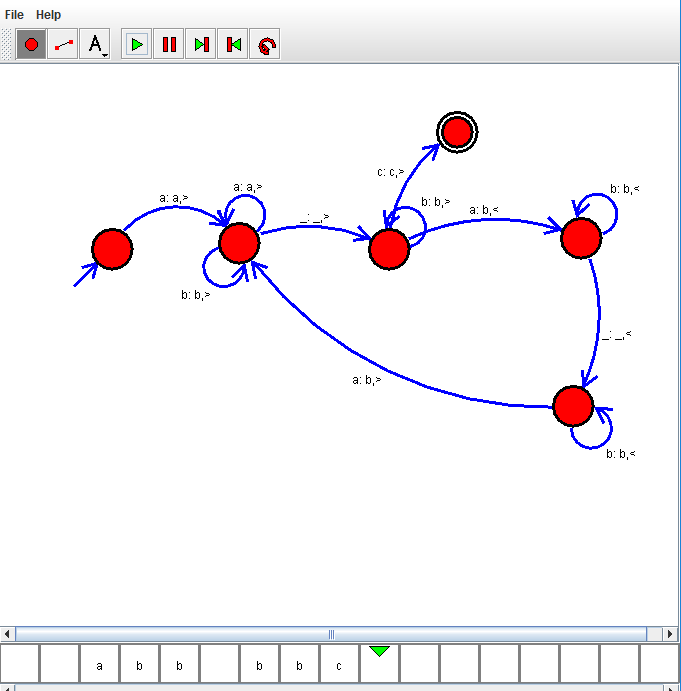 File Help
A
c: c,>
a: a,>
a: a,>
b: b,>
a: b,<
b: b,<
_: _,>
b: b,>
_: _,<
a: b,>
b: b,<
a b b b b c